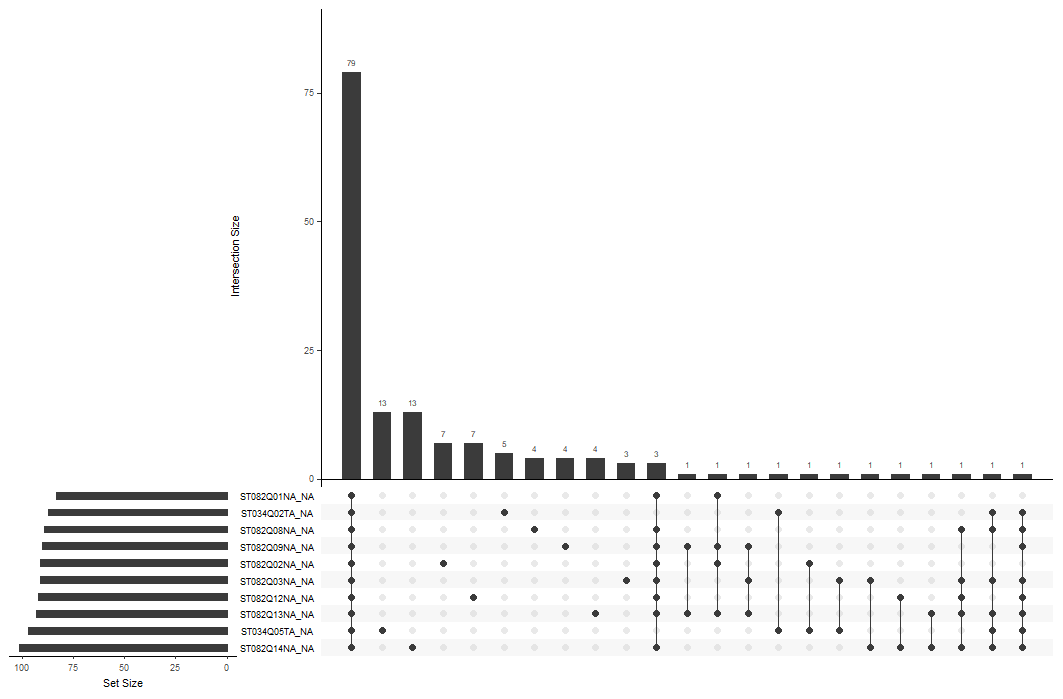 79
75
50
Intersection Size
25
13 13
7 7 5 4 4 4 3 3 1 1 1 1 1 1 1 1 1 1 1 1
0
ST082Q01NA_NA
ST034Q02TA_NA
ST082Q08NA_NA
ST082Q09NA_NA
ST082Q02NA_NA
ST082Q03NA_NA
ST082Q12NA_NA
ST082Q13NA_NA
ST034Q05TA_NA
ST082Q14NA_NA
100 75 50 25 0
Set Size